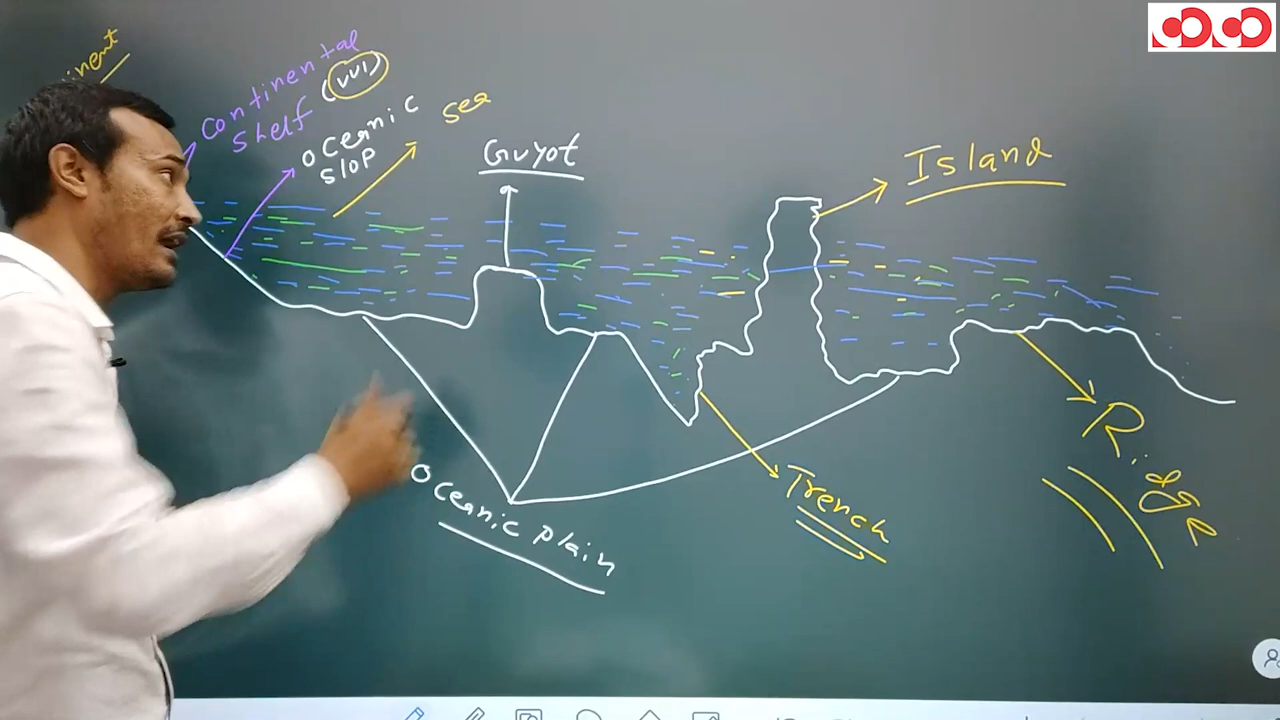 Continental
Shelf (VVI)
Oceanic
Slop
Sea
Guyot
Island
Oceanic Plain
Trench
Ridge